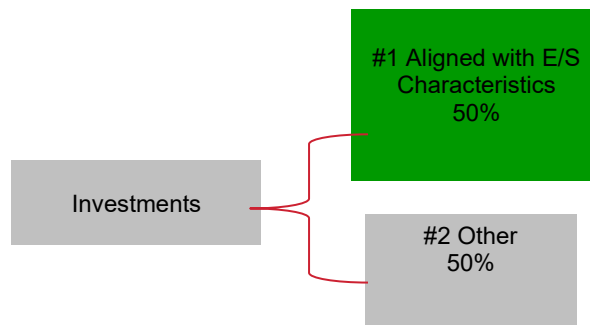 #1 Aligned with E/S
Characteristics
50%
Investments
#2 Other
50%